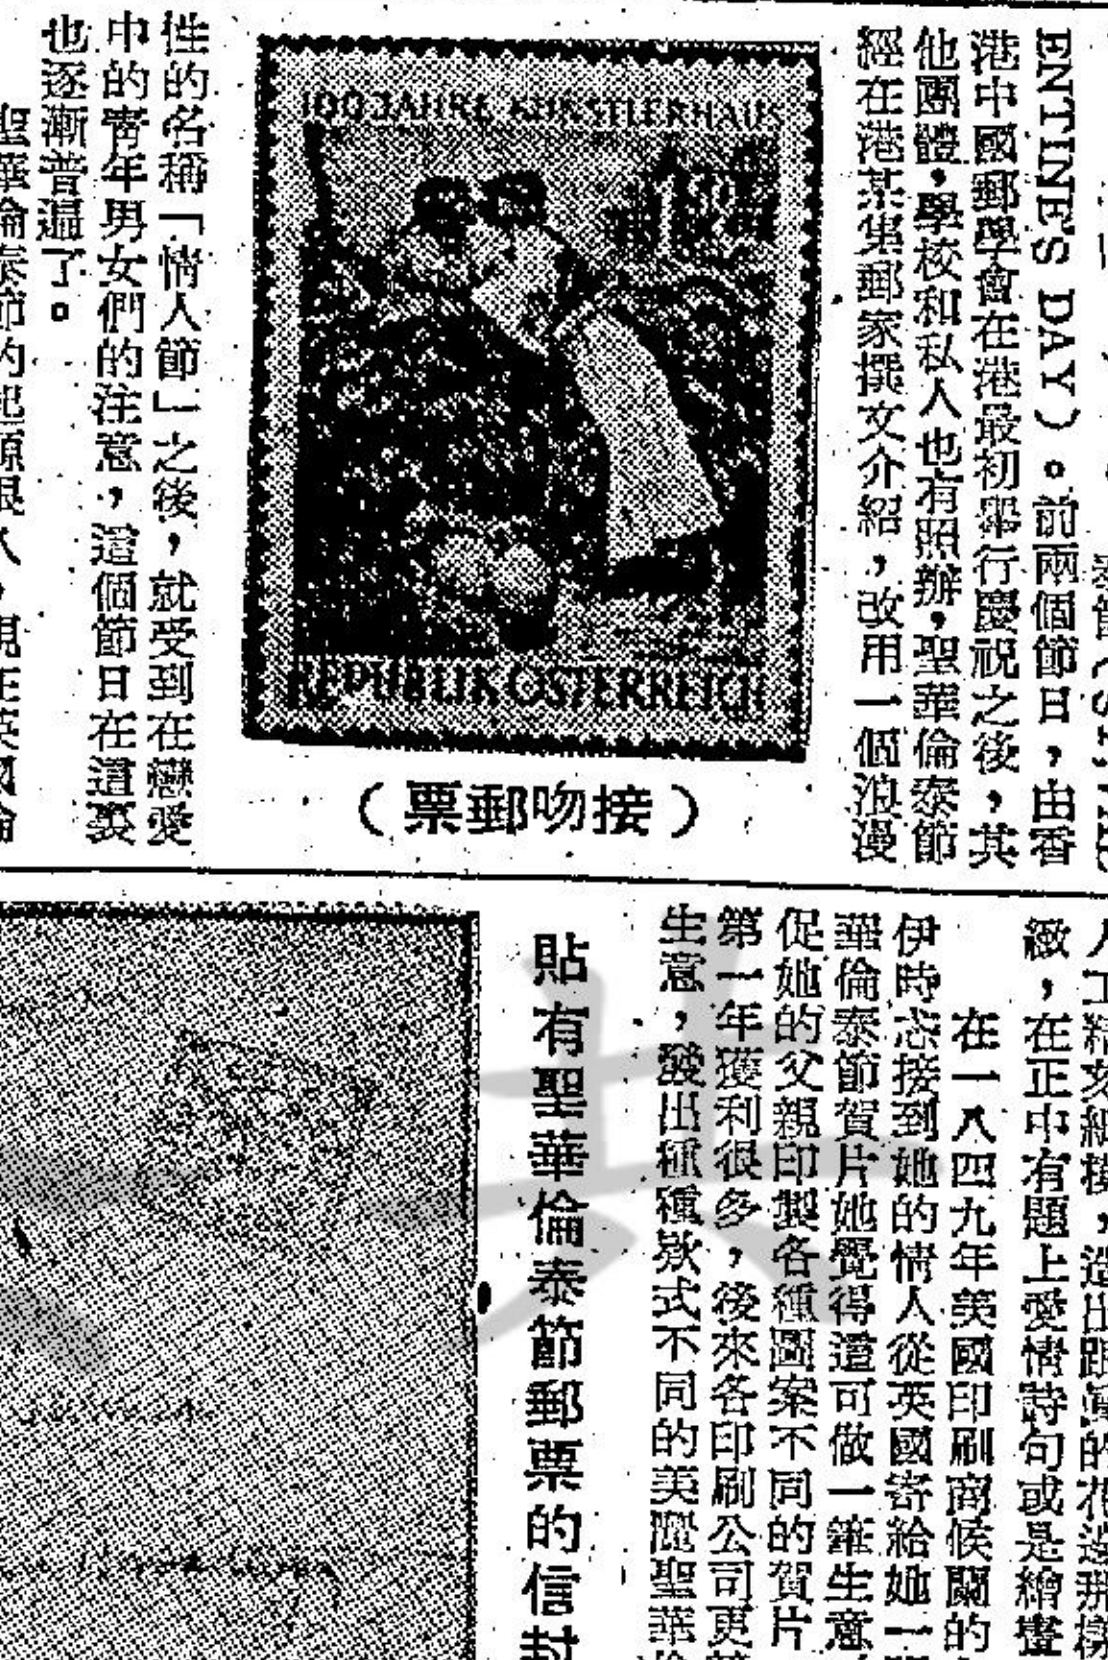 ENTINE'S DAY)。前兩個節日,由香
港中國郵學會在港最初舉行慶祝之後,其
他團體,學校和私人也有照辦,聖華倫泰節
經在港某集郵家撰文介紹,改用一個浪漫
100 JAHRE KÜNSTLERHAUS
REPUBLIK ÖSTERREICH
(接吻郵票)
性的名稱「情人節」之後,就受到在戀愛
中的青年男女們的注意,這個節日在這裏
也逐漸普遍了。
緻,在正中有題上愛情詩句或是繪畫
在一八四九年美國印刷商候蘭的
伊時恋接到她的情人從英國寄給她一
華倫泰節賀片她覺得這可做一筆生意
促她的父親印製各種圖案不同的賀片
第一年獲利很多,後來各印刷公司更
生意,發出種種欵式不同的美麗聖華
貼有聖華倫泰節郵票的信封